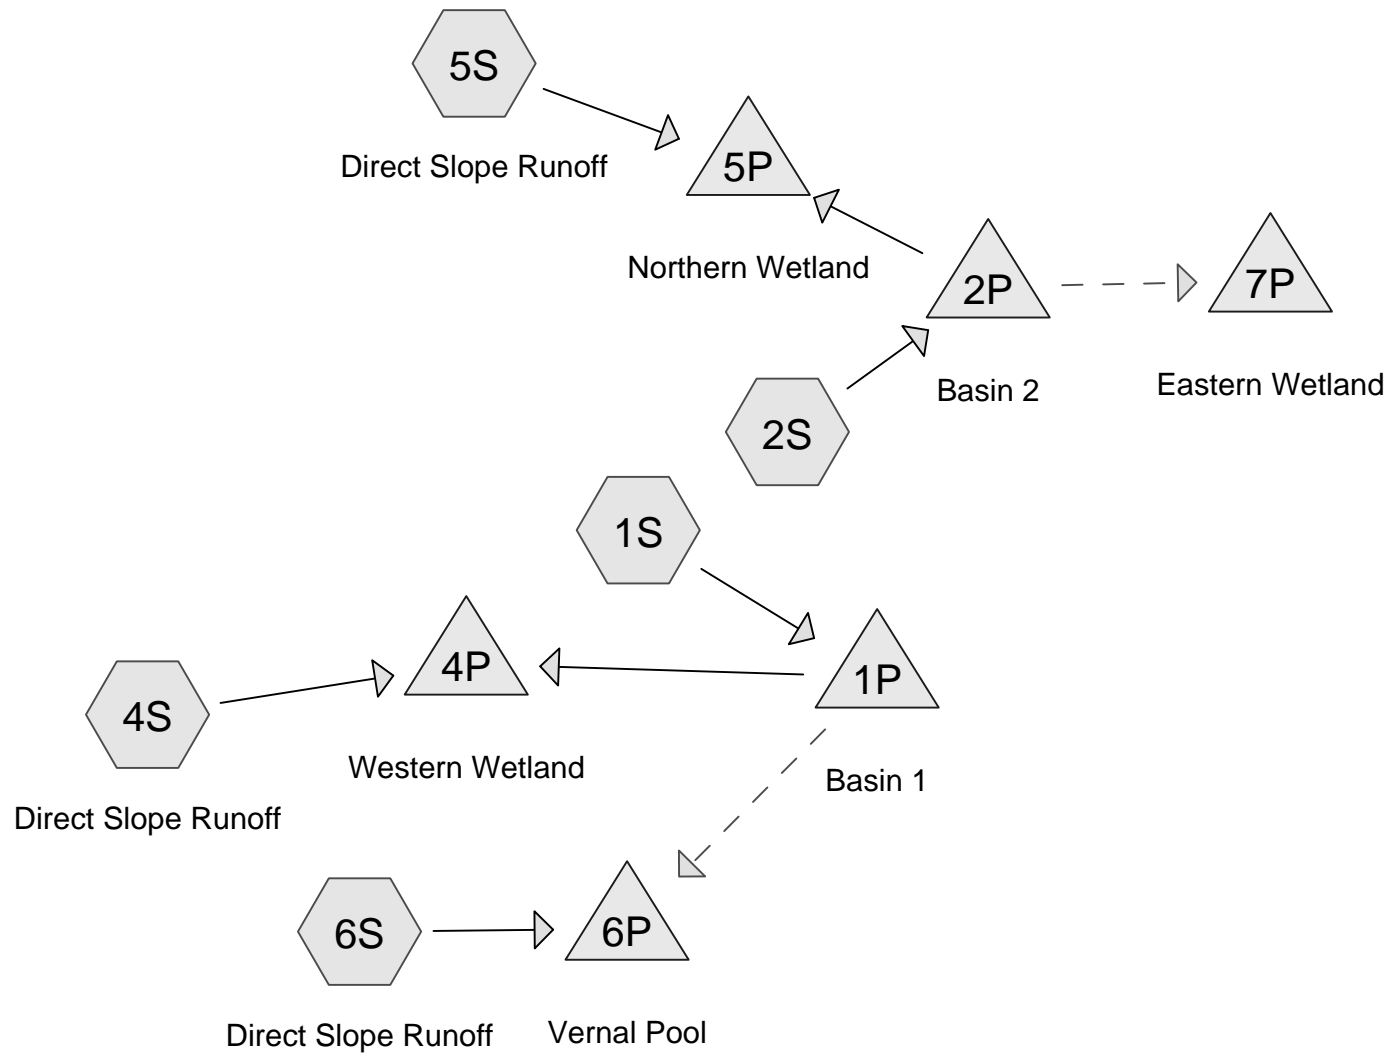 5S
Direct Slope Runoff
5P
Northern Wetland
2P
Basin 2
7P
Eastern Wetland
2S
1S
4P
Western Wetland
1P
Basin 1
4S
Direct Slope Runoff
6S
Direct Slope Runoff
6P
Vernal Pool